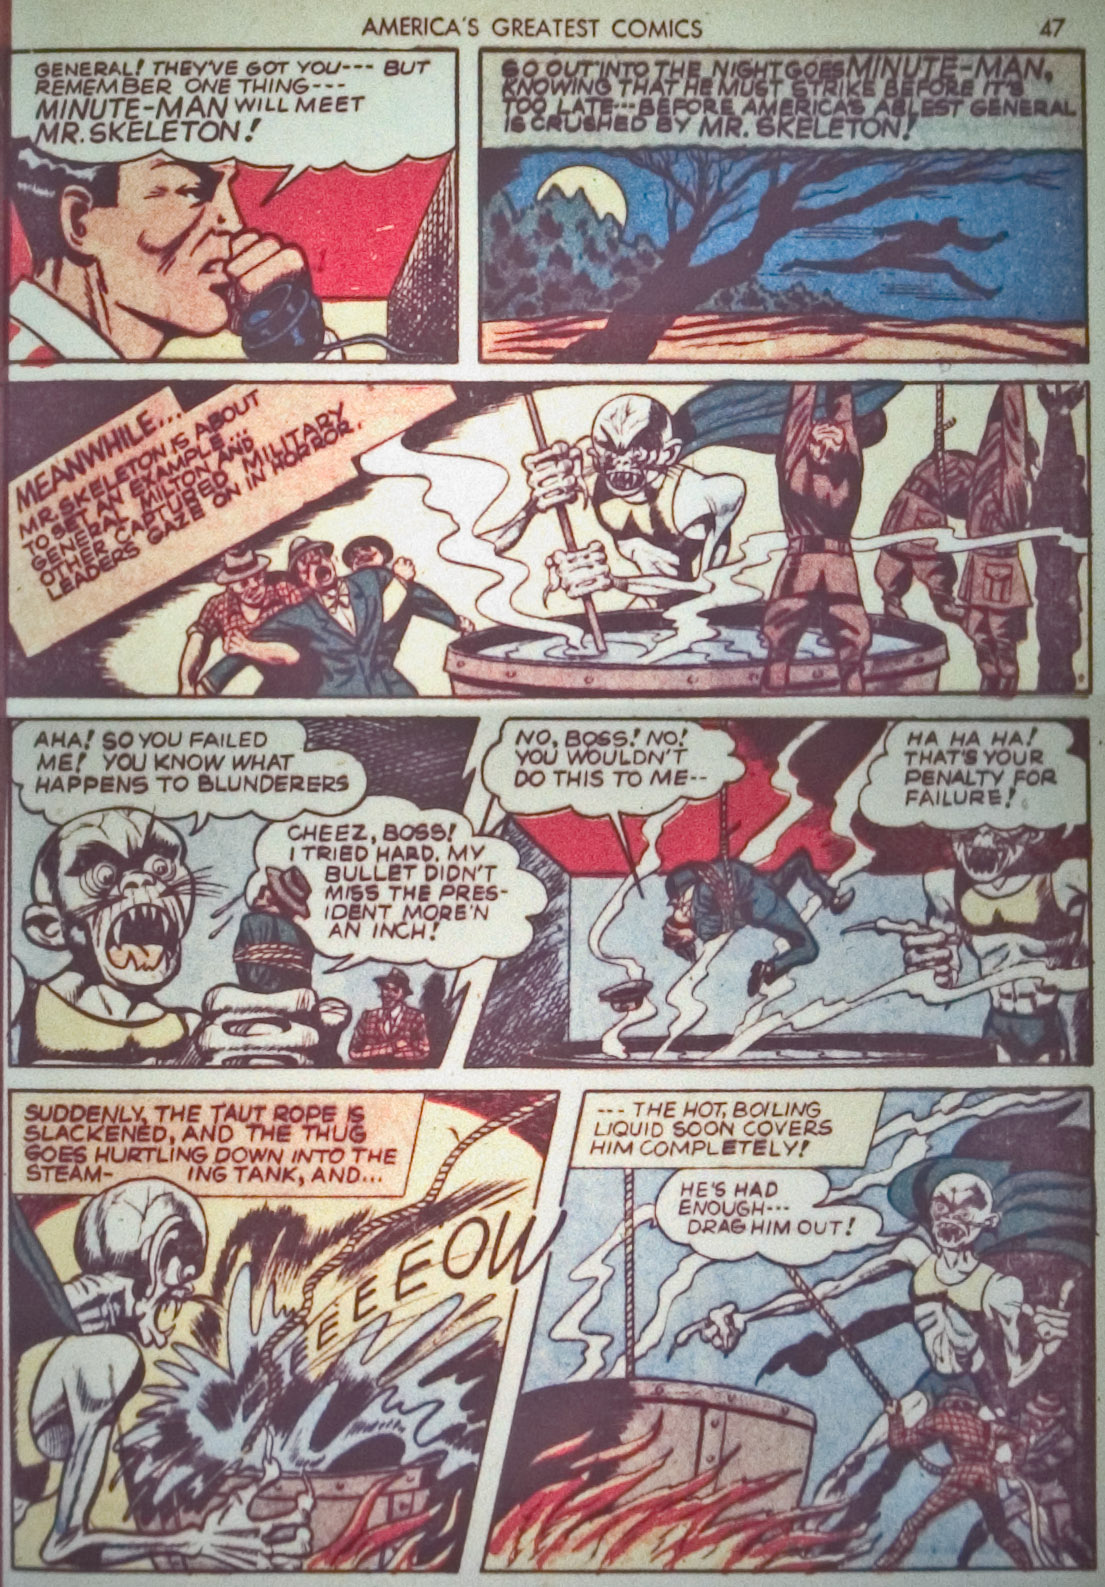 AMERICA'S GREATEST COMICS
47
GENERAL! THEY'VE GOT YOU--- BUT
REMEMBER ONE THING---
MINUTE-MAN WILL MEET
MR. SKELETON!
SO OUT INTO THE NIGHT GOES MINUTE-MAN,
KNOWING THAT HE MUST STRIKE BEFORE IT'S
TOO LATE---BEFORE AMERICA'S ABLEST GENERAL
IS CRUSHED BY MR. SKELETON!
MEANWHILE...
MR. SKELETON IS ABOUT
TO SET AN EXAMPLE...
GENERAL MILTON AND
OTHER CAPTURED MILITARY
LEADERS GAZE ON IN HORROR.
AHA! SO YOU FAILED
ME! YOU KNOW WHAT
HAPPENS TO BLUNDERERS
CHEEZ, BOSS!
I TRIED HARD. MY
BULLET DIDN'T
MISS THE PRES-
IDENT MORE'N
AN INCH!
NO, BOSS! NO!
YOU WOULDN'T
DO THIS TO ME--
HA HA HA!
THAT'S YOUR
PENALTY FOR
FAILURE!
SUDDENLY, THE TAUT ROPE IS
SLACKENED, AND THE THUG
GOES HURTLING DOWN INTO THE
STEAM- ING TANK, AND...
EEEEOW
--- THE HOT, BOILING
LIQUID SOON COVERS
HIM COMPLETELY!
HE'S HAD
ENOUGH---
DRAG HIM OUT!